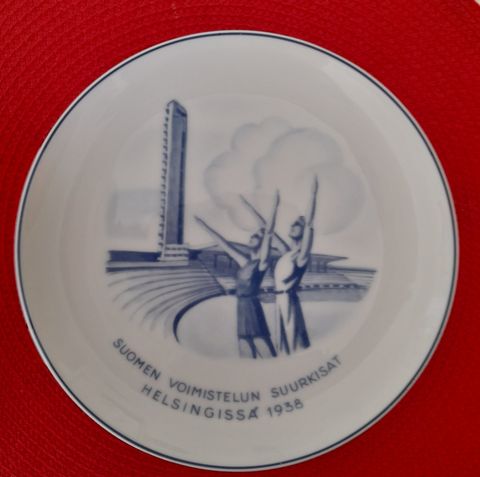 SUOMEN VOIMISTELUN SUURKISAT
HELSINGISSÄ 1938